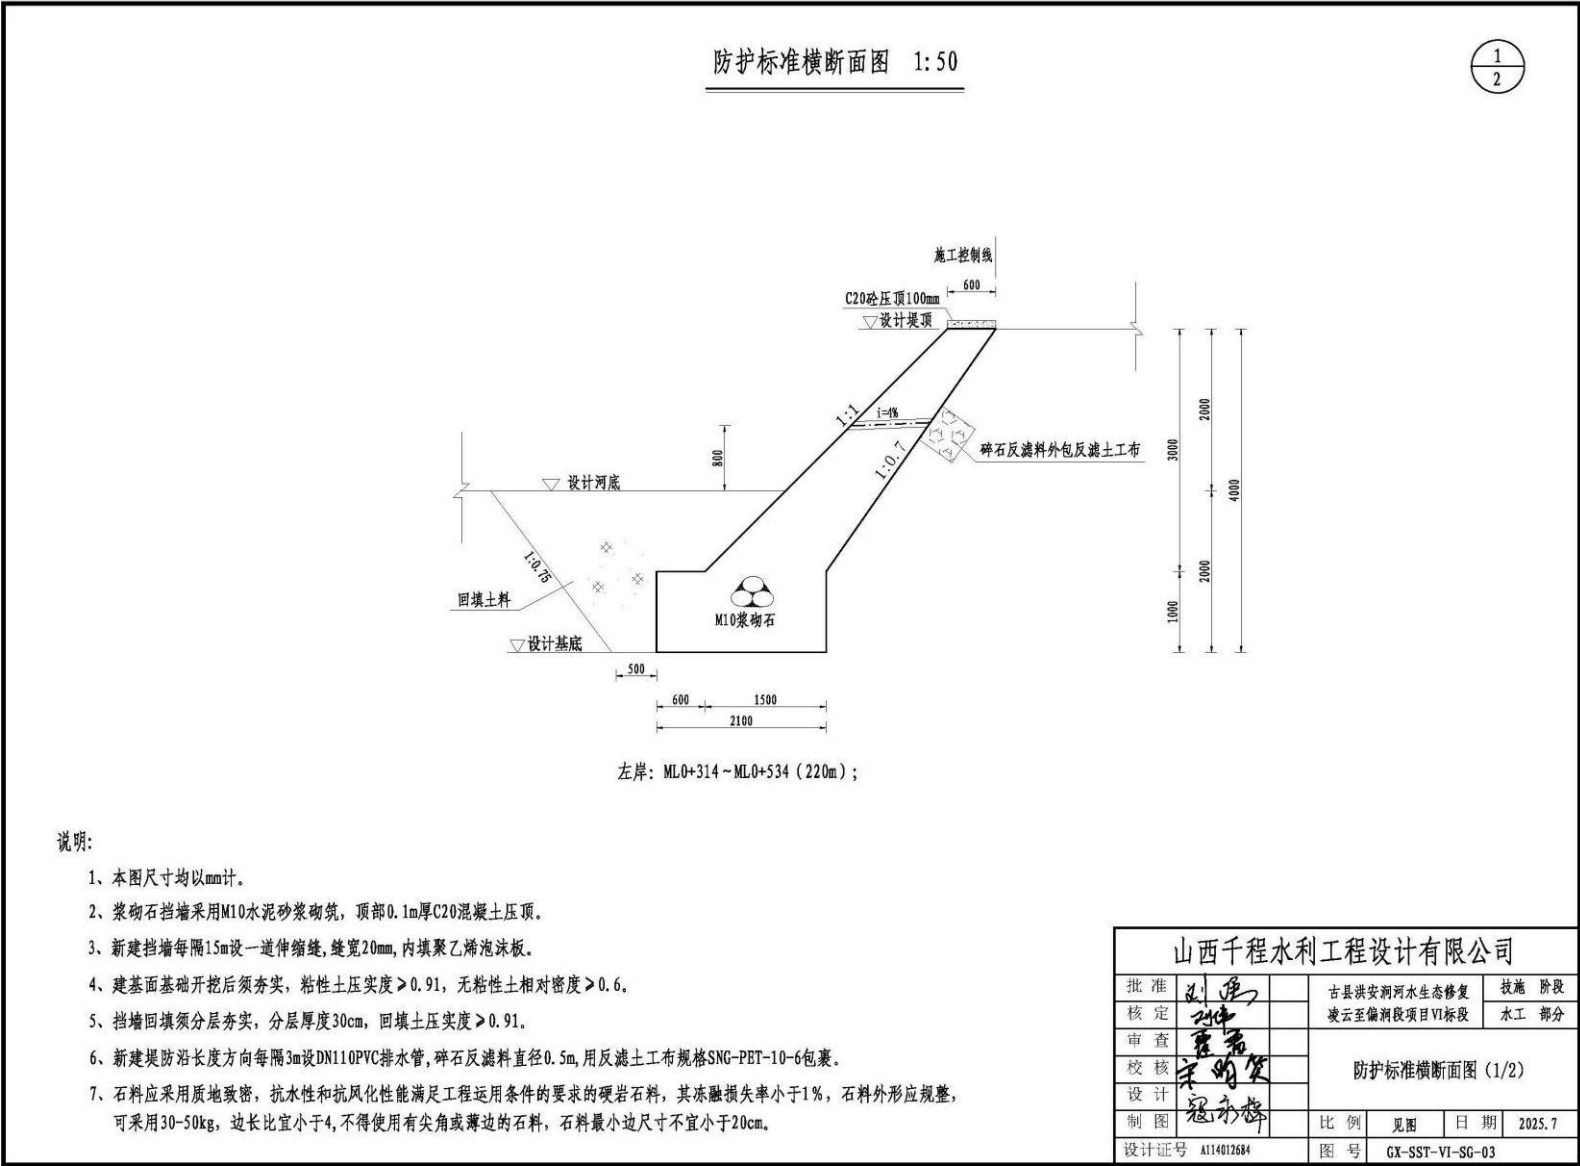 防护标准横断面图 1:50
1
2
施工控制线
600
C20砼压顶100mm
设计堤顶
1:1
i=4%
2000
800
碎石反滤料外包反滤土工布
3000
1:0.7
设计河底
4000
1:0.75
2000
回填土料
M10浆砌石
1000
设计基底
500
600
1500
2100
左岸：ML0+314～ML0+534（220m）；
说明:
1、本图尺寸均以mm计。
2、浆砌石挡墙采用M10水泥砂浆砌筑，顶部0.1m厚C20混凝土压顶。
3、新建挡墙每隔15m设一道伸缩缝,缝宽20mm,内填聚乙烯泡沫板。
4、建基面基础开挖后须夯实，粘性土压实度≥0.91，无粘性土相对密度≥0.6。
5、挡墙回填须分层夯实，分层厚度30cm，回填土压实度≥0.91。
6、新建堤防沿长度方向每隔3m设DN110PVC排水管,碎石反滤料直径0.5m,用反滤土工布规格SNG-PET-10-6包裹。
7、石料应采用质地致密，抗水性和抗风化性能满足工程运用条件的要求的硬岩石料，其冻融损失率小于1%，石料外形应规整，
可采用30-50kg，边长比宜小于4,不得使用有尖角或薄边的石料，石料最小边尺寸不宜小于20cm。
山西千程水利工程设计有限公司
批 准
核 定
审 查
校 核
设 计
制 图
设计证号 A114012684
古县洪安涧河水生态修复
凌云至偏涧段项目VI标段
技施 阶段
水工 部分
防护标准横断面图(1/2)
比 例 见图 日 期 2025.7
图 号 GX-SST-VI-SG-03